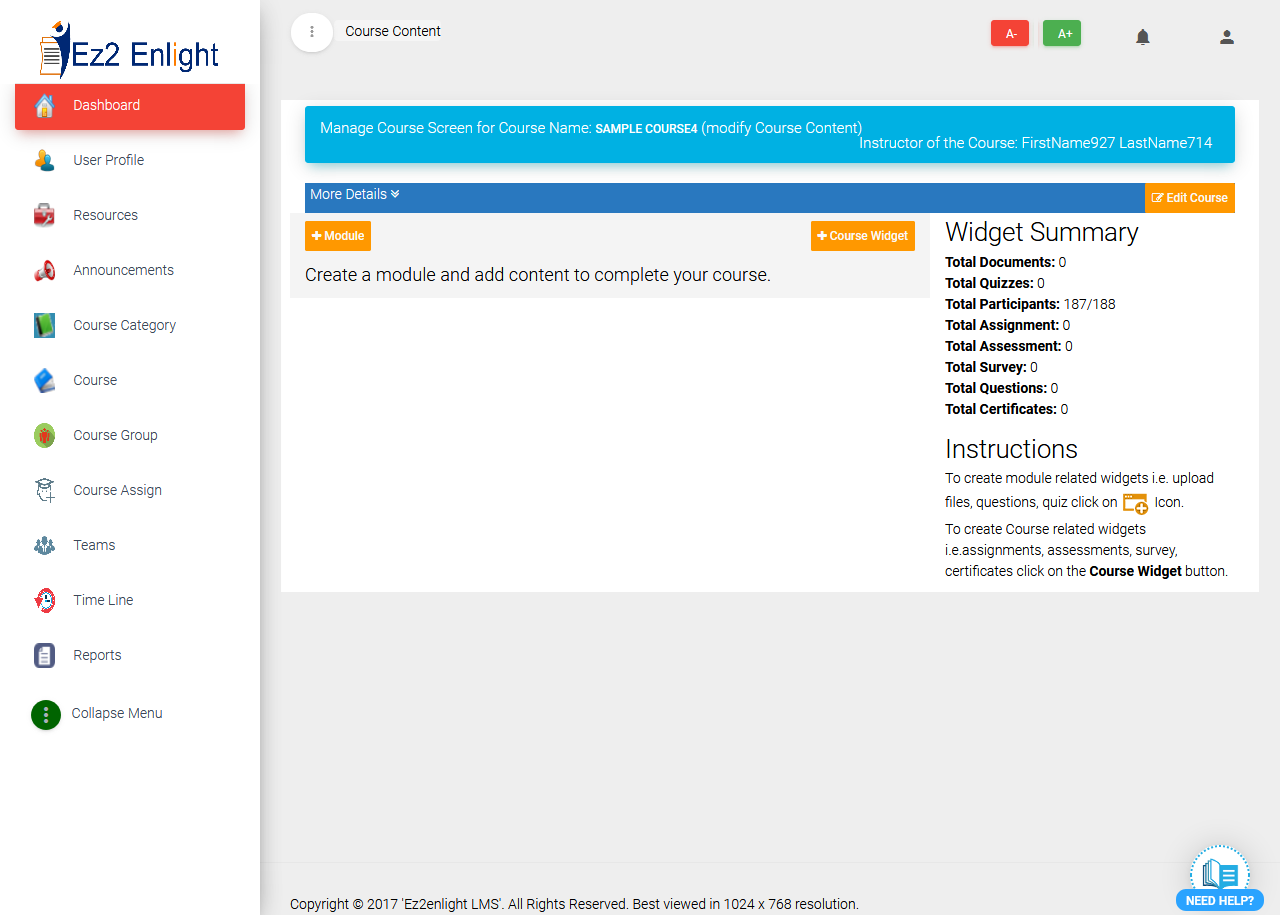 Ez2 Enlight
Dashboard
User Profile
Resources
Announcements
Course Category
Course
Course Group
Course Assign
Teams
Time Line
Reports
Collapse Menu
Course Content
A-
A+
Manage Course Screen for Course Name: SAMPLE COURSE4 (modify Course Content)
Instructor of the Course: FirstName927 LastName714
More Details
Edit Course
Module
Course Widget
Create a module and add content to complete your course.
Widget Summary
Total Documents: 0
Total Quizzes: 0
Total Participants: 187/188
Total Assignment: 0
Total Assessment: 0
Total Survey: 0
Total Questions: 0
Total Certificates: 0
Instructions
To create module related widgets i.e. upload
files, questions, quiz click on Icon.
To create Course related widgets
i.e.assignments, assessments, survey,
certificates click on the Course Widget button.
Copyright © 2017 'Ez2enlight LMS'. All Rights Reserved. Best viewed in 1024 x 768 resolution.
NEED HELP?